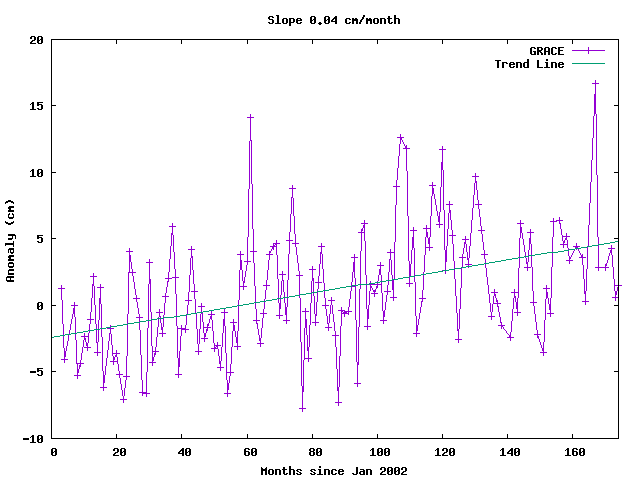 Slope 0.04 cm/month
GRACE
Trend Line
20
15
10
5
0
-5
-10
Anomaly (cm)
0 20 40 60 80 100 120 140 160
Months since Jan 2002